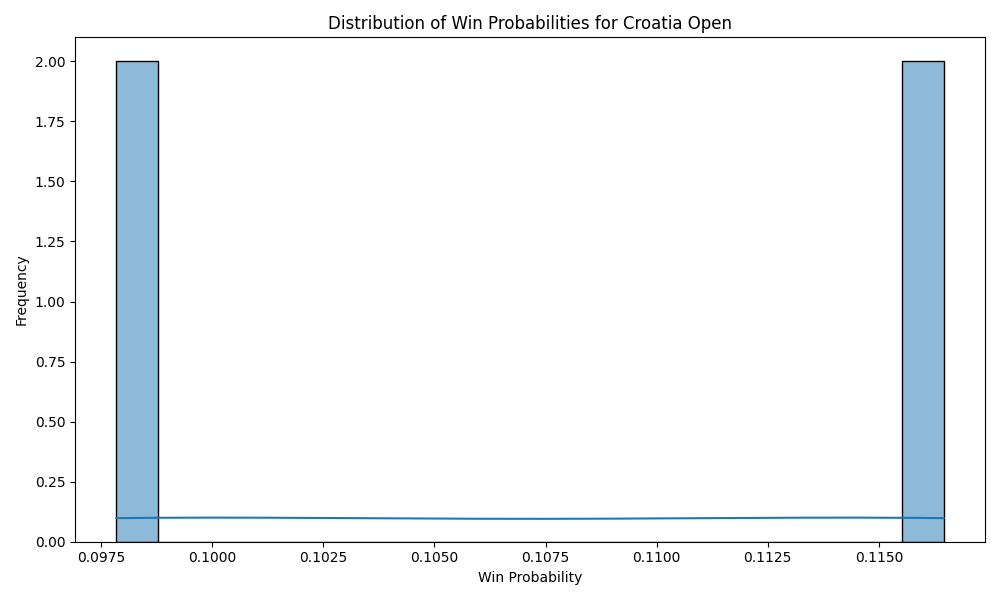 Distribution of Win Probabilities for Croatia Open
2.00
1.75
1.50
1.25
1.00
0.75
0.50
0.25
0.00
Frequency
0.0975 0.1000 0.1025 0.1050 0.1075 0.1100 0.1125 0.1150
Win Probability